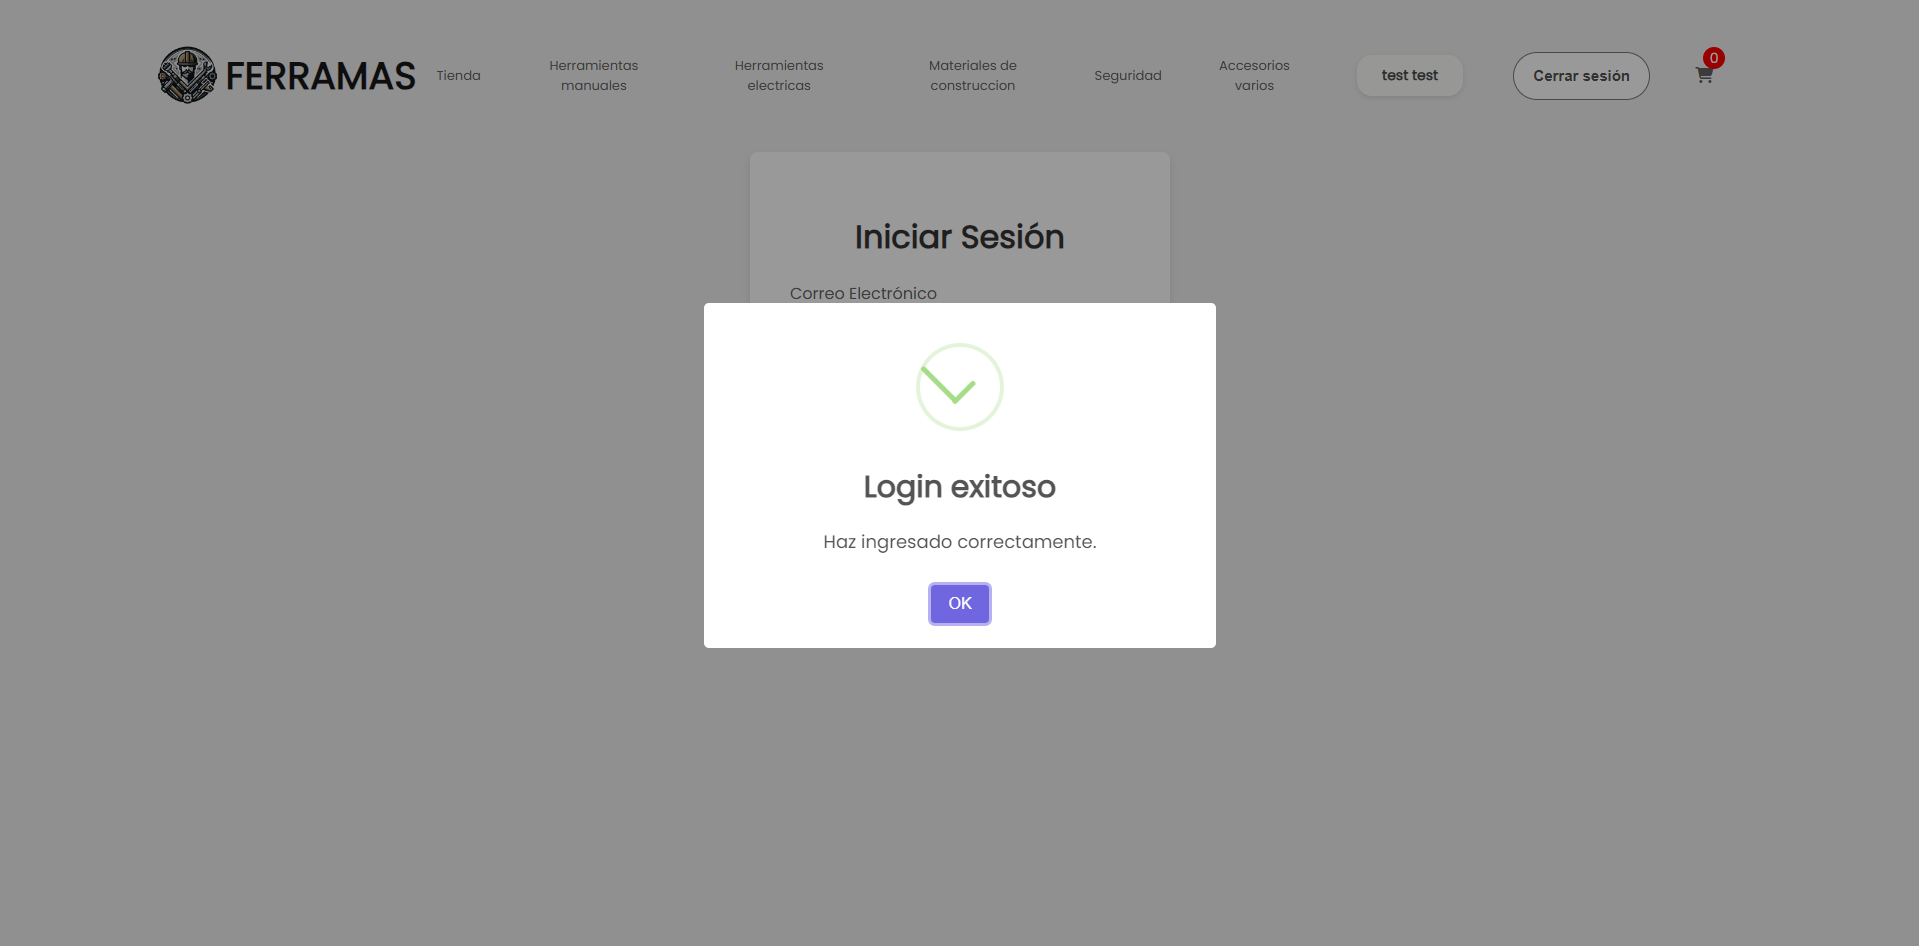 FERRAMAS
Tienda
Herramientas
manuales
Herramientas
electricas
Materiales de
construccion
Seguridad
Accesorios
varios
test test
Cerrar sesión
0
Iniciar Sesión
Correo Electrónico
Login exitoso
Haz ingresado correctamente.
OK